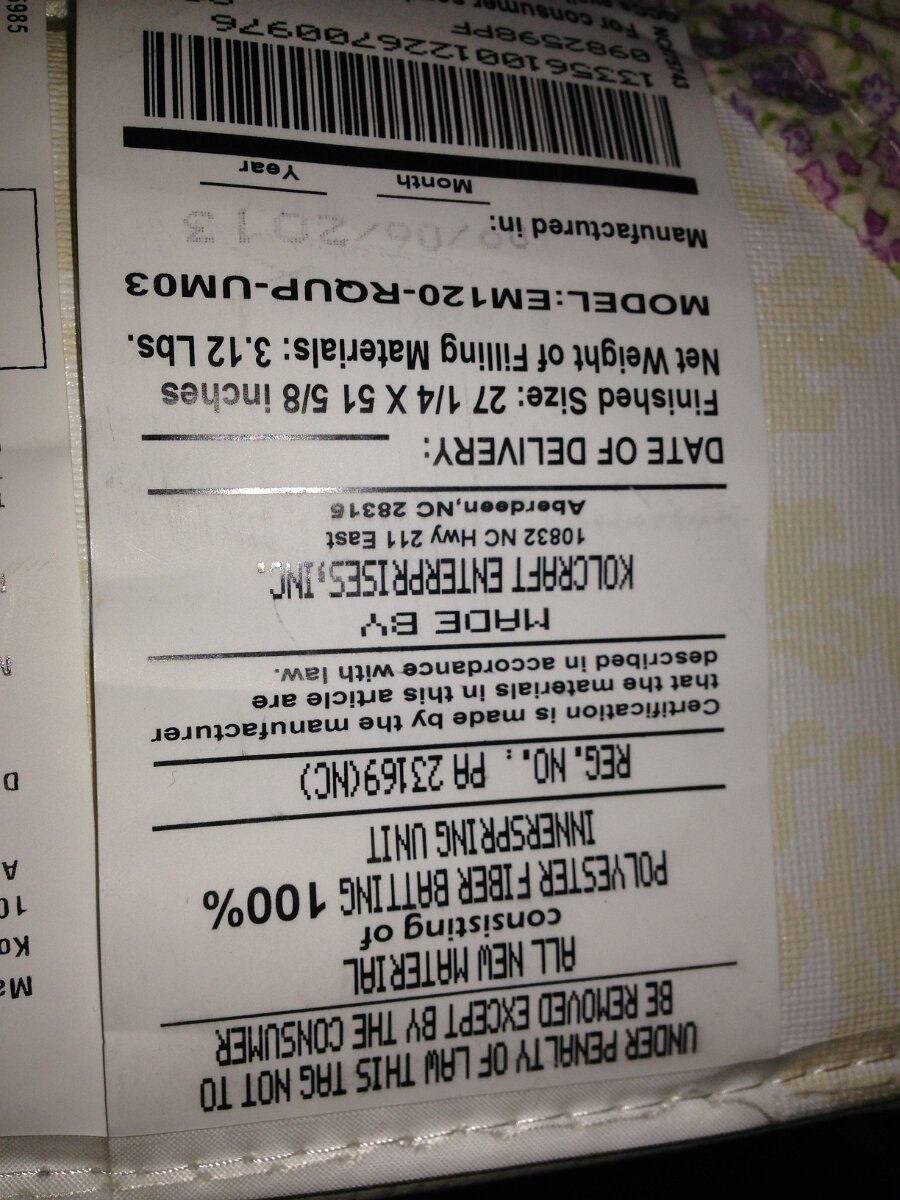 UNDER PENALTY OF LAW THIS TAG NOT TO
BE REMOVED EXCEPT BY THE CONSUMER
ALL NEW MATERIAL
consisting of
POLYESTER FIBER BATTING 100%
INNERSPRING UNIT
REG. NO. : PA 23169(NC)
Certification is made by the manufacturer
that the materials in this article are
described in accordance with law.
MADE BY
KOLCRAFT ENTERPRISES, INC.
10832 NC Hwy 211 East
Aberdeen, NC 28315
DATE OF DELIVERY:
Finished Size: 27 1/4 X 51 5/8 inches
Net Weight of Filling Materials: 3.12 Lbs.
MODEL:EM120-RQUP-UM03
Manufactured in: /06/2013
Month Year
133561001226700976
0982598PF
For consumer